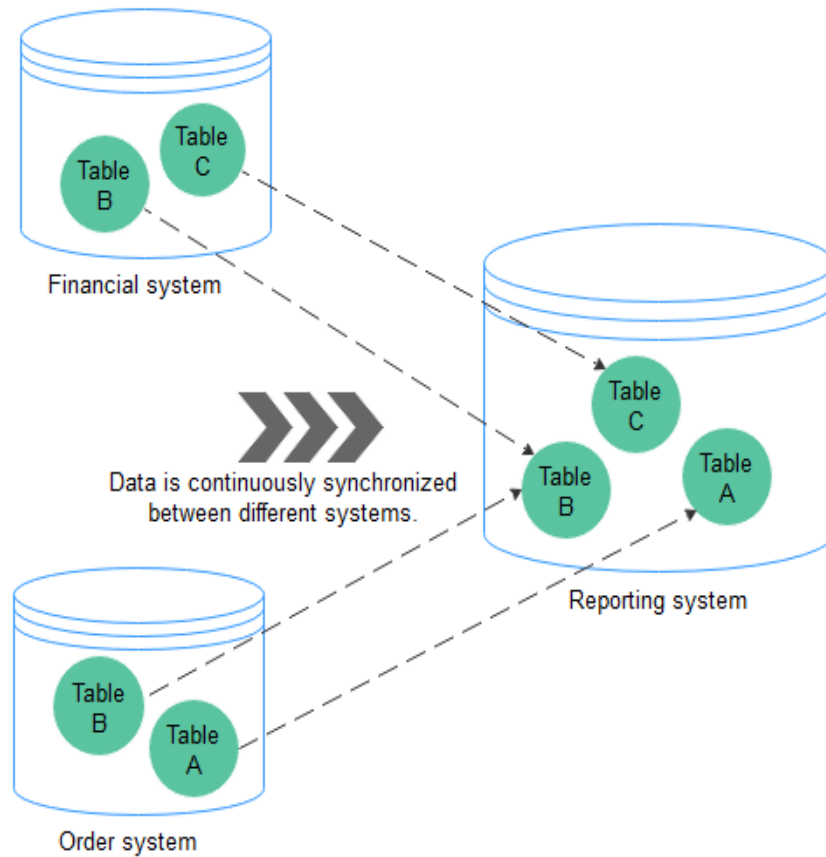 Table
C
Table
B
Financial system
Table
C
Table
A
Table
B
Data is continuously synchronized
between different systems.
Reporting system
Table
B
Table
A
Order system